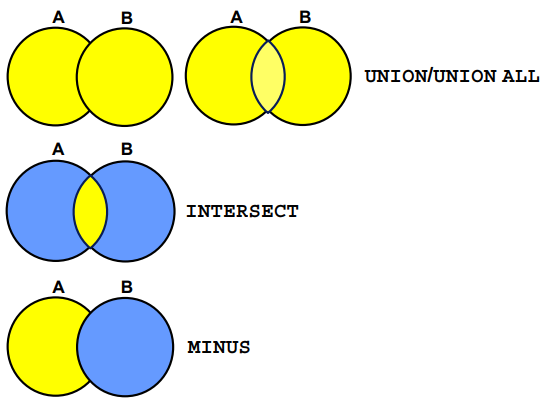 A B A B
UNION/UNION ALL
A B
INTERSECT
A B
MINUS